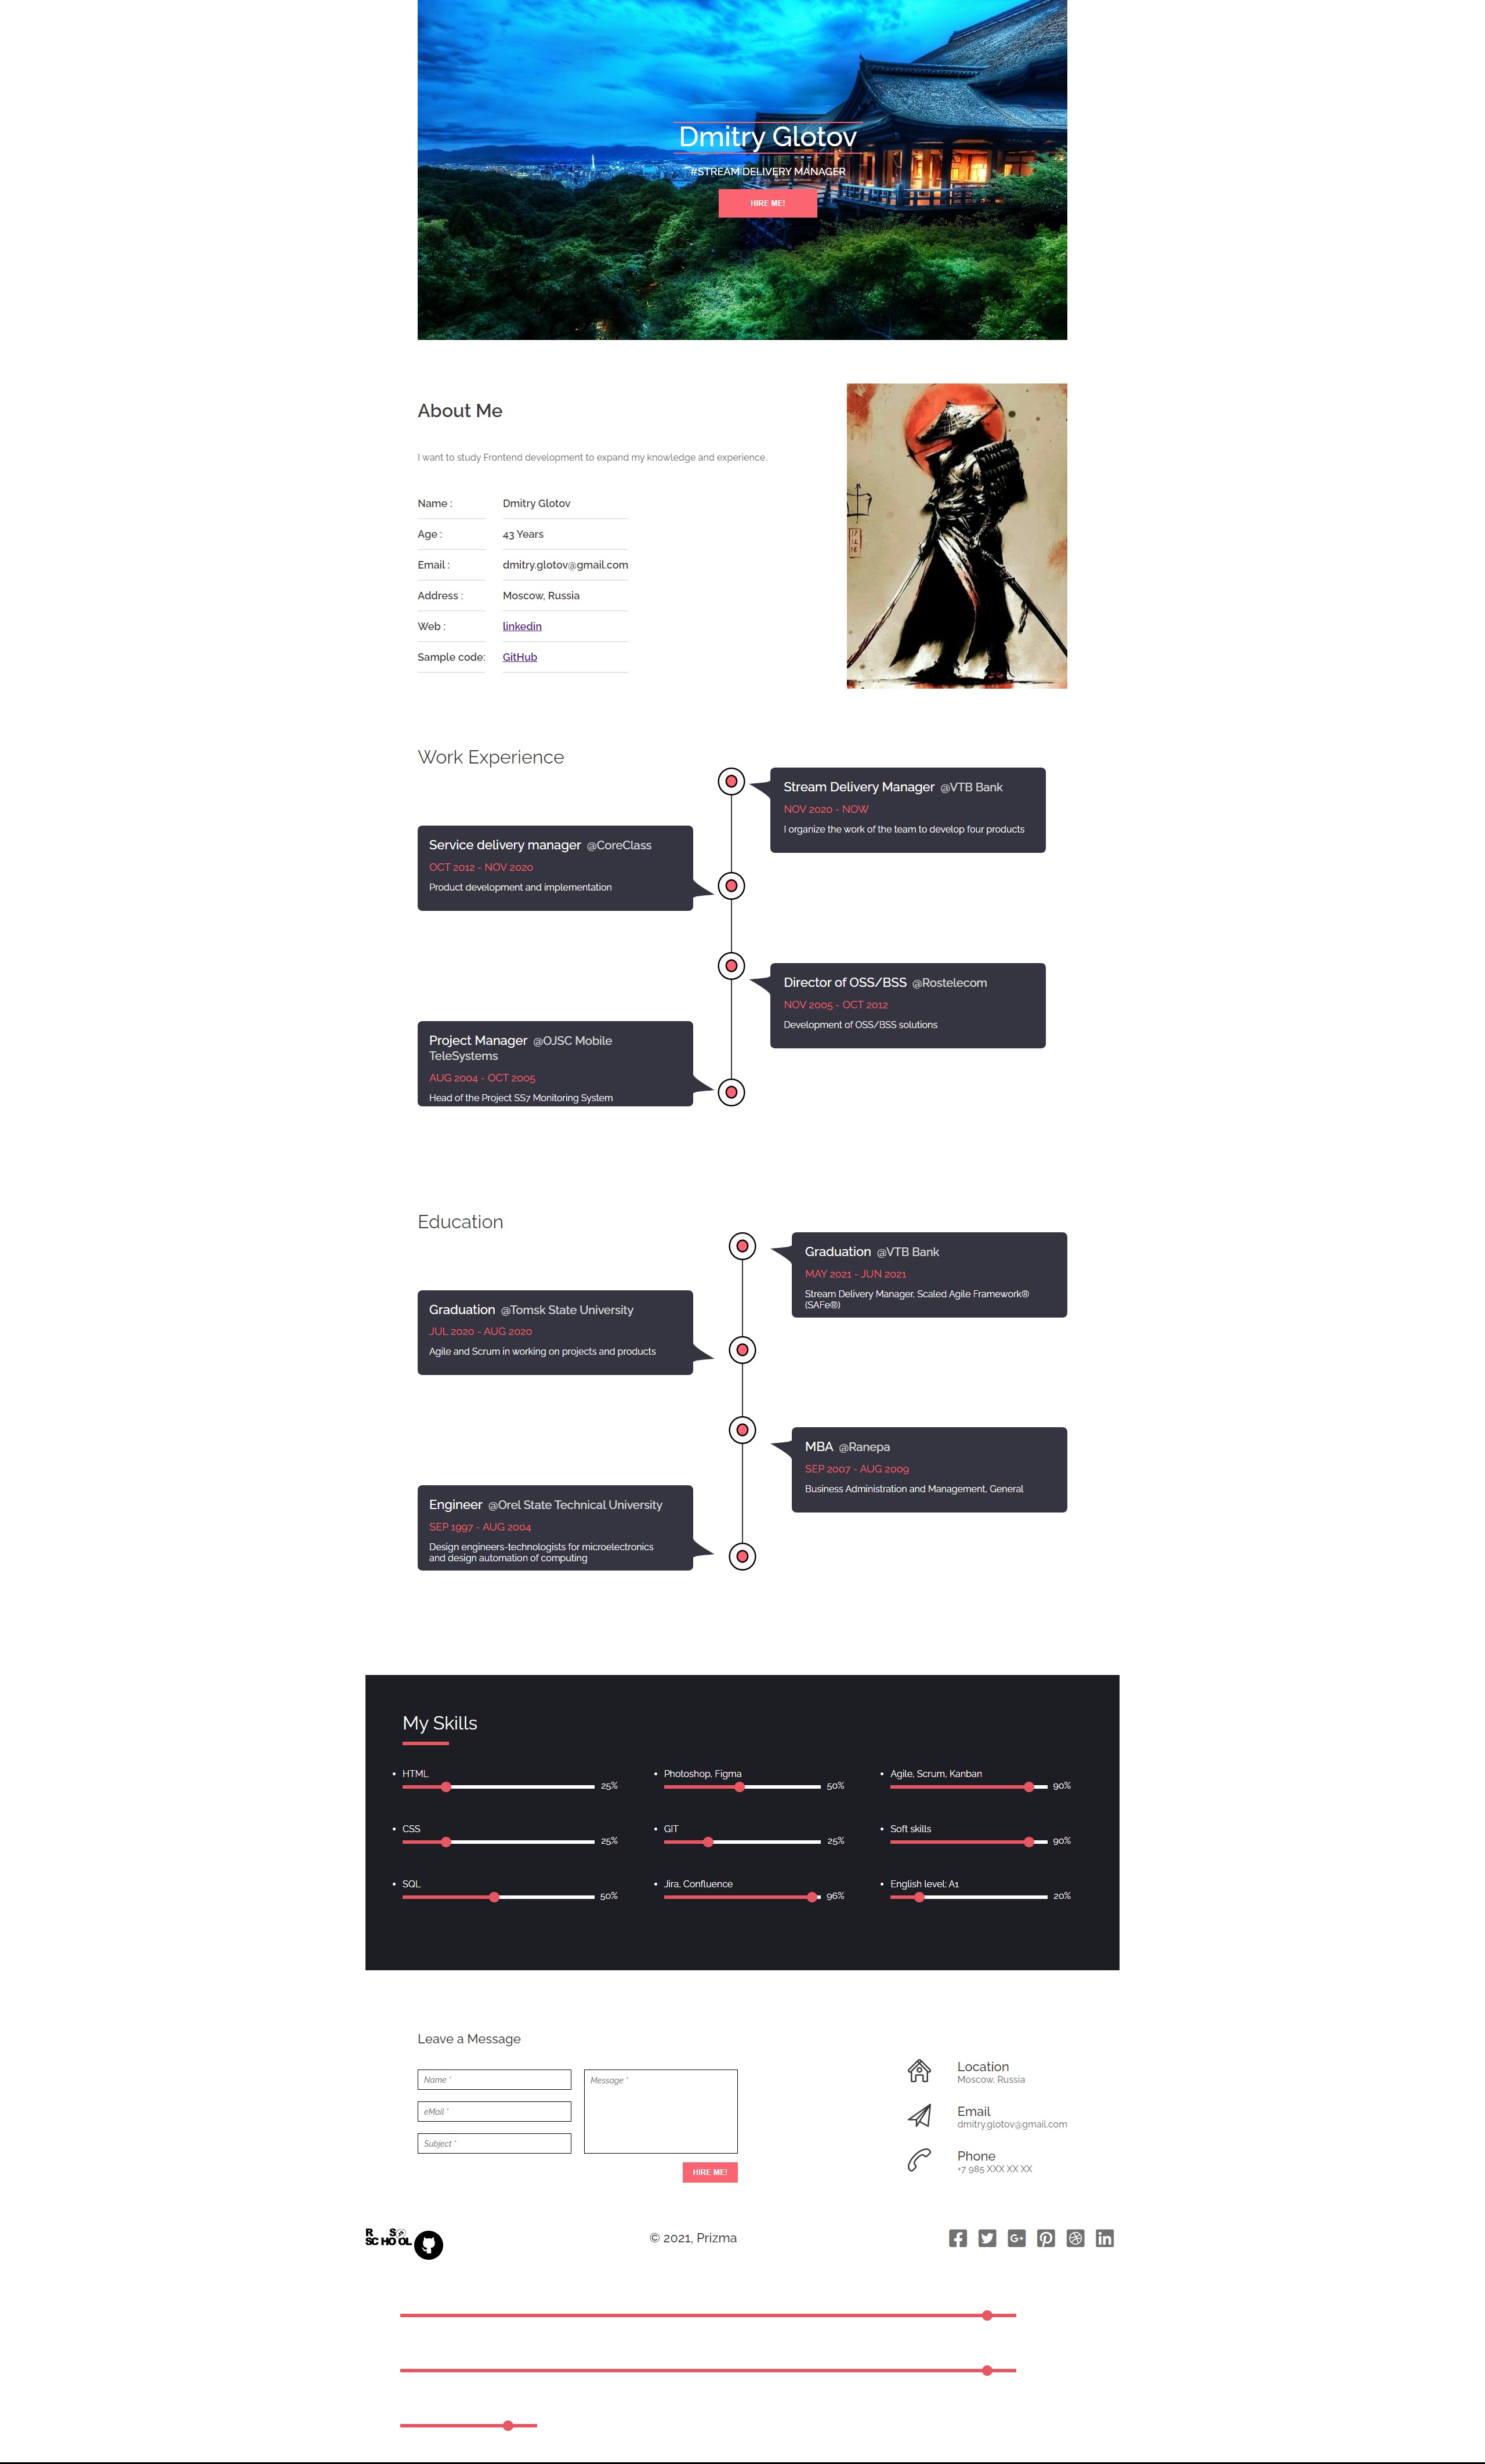 Dmitry Glotov
#STREAM DELIVERY MANAGER
HIRE ME!
About Me
I want to study Frontend development to expand my knowledge and experience.
Name : Dmitry Glotov
Age : 43 Years
Email : dmitry.glotov@gmail.com
Address : Moscow, Russia
Web : linkedin
Sample code: GitHub
Work Experience
Stream Delivery Manager @VTB Bank
NOV 2020 - NOW
I organize the work of the team to develop four products
Service delivery manager @CoreClass
OCT 2012 - NOV 2020
Product development and implementation
Director of OSS/BSS @Rostelecom
NOV 2005 - OCT 2012
Development of OSS/BSS solutions
Project Manager @OJSC Mobile
TeleSystems
AUG 2004 - OCT 2005
Head of the Project SS7 Monitoring System
Education
Graduation @VTB Bank
MAY 2021 - JUN 2021
Stream Delivery Manager, Scaled Agile Framework®
(SAFe®)
Graduation @Tomsk State University
JUL 2020 - AUG 2020
Agile and Scrum in working on projects and products
MBA @Ranepa
SEP 2007 - AUG 2009
Business Administration and Management, General
Engineer @Orel State Technical University
SEP 1997 - AUG 2004
Design engineers-technologists for microelectronics
and design automation of computing
My Skills
HTML
25%
Photoshop, Figma
50%
Agile, Scrum, Kanban
90%
CSS
25%
GIT
25%
Soft skills
90%
SQL
50%
Jira, Confluence
96%
English level: A1
20%
Leave a Message
Name *
eMail *
Subject *
Message *
HIRE ME!
Location
Moscow, Russia
Email
dmitry.glotov@gmail.com
Phone
+7 985 XXX XX XX
RS
SCHOOL
© 2021, Prizma